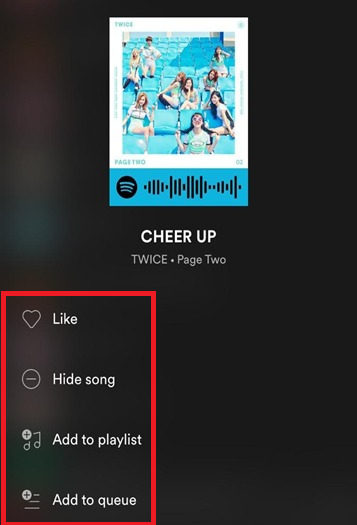 TWICE
PAGE TWO
02
CHEER UP
TWICE • Page Two
Like
Hide song
Add to playlist
Add to queue